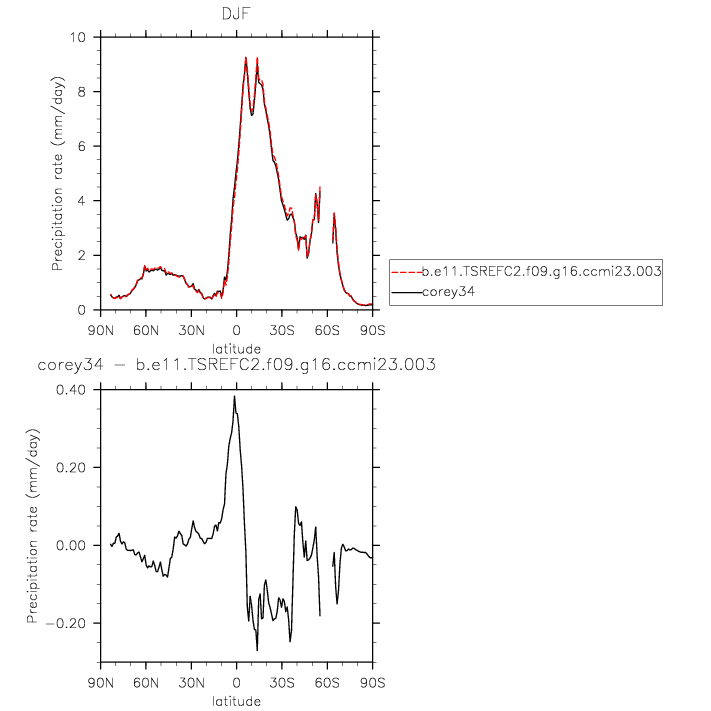 DJF
Precipitation rate (mm/day)
10
8
6
4
2
0
90N 60N 30N 0 30S 60S 90S
latitude
b.e11.TSREFC2.f09.g16.ccmi23.003
corey34
corey34 − b.e11.TSREFC2.f09.g16.ccmi23.003
Precipitation rate (mm/day)
0.40
0.20
0.00
−0.20
90N 60N 30N 0 30S 60S 90S
latitude